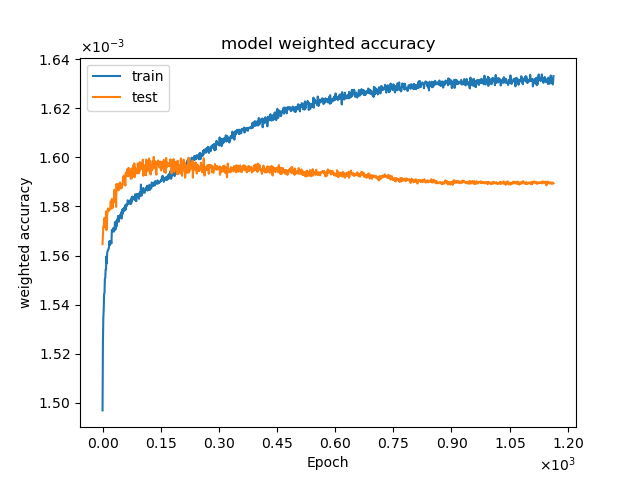 model weighted accuracy
×10⁻³
1.64
1.62
1.60
1.58
1.56
1.54
1.52
1.50
weighted accuracy
train
test
0.00 0.15 0.30 0.45 0.60 0.75 0.90 1.05 1.20
Epoch
×10³